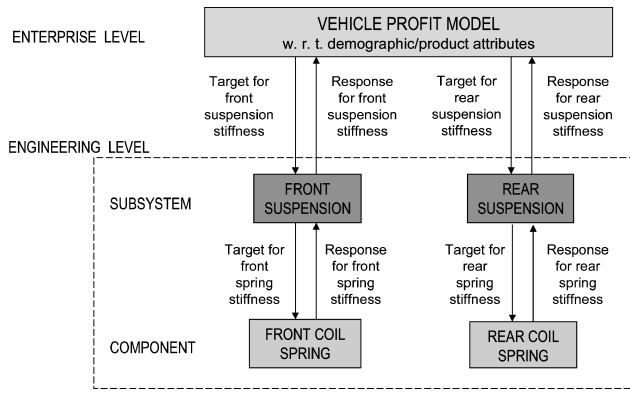 ENTERPRISE LEVEL
VEHICLE PROFIT MODEL
w. r. t. demographic/product attributes
Target for
front
suspension
stiffness
Response
for front
suspension
stiffness
Target for
rear
suspension
stiffness
Response
for rear
suspension
stiffness
ENGINEERING LEVEL
SUBSYSTEM
FRONT
SUSPENSION
REAR
SUSPENSION
Target for
front
spring
stiffness
Response
for front
spring
stiffness
Target for
rear
spring
stiffness
Response
for rear
spring
stiffness
COMPONENT
FRONT COIL
SPRING
REAR COIL
SPRING